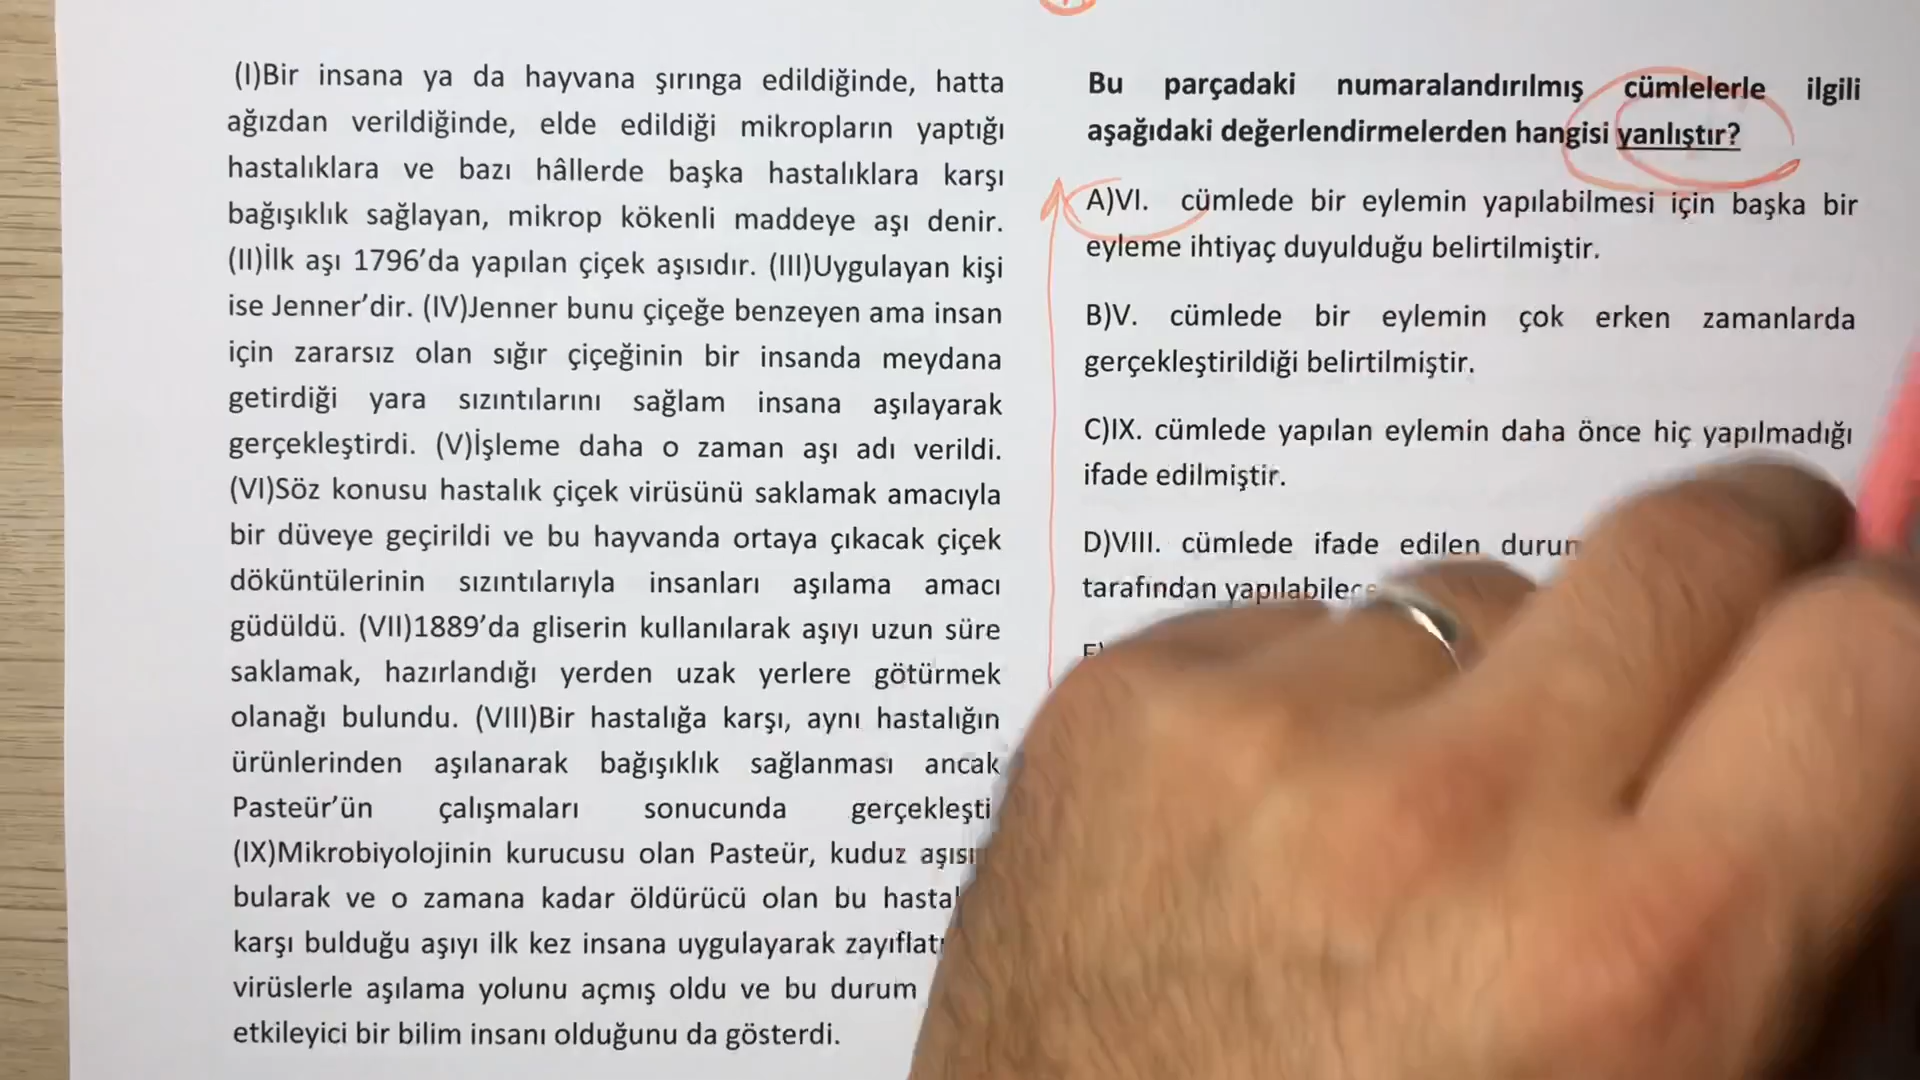 (I)Bir insana ya da hayvana şırınga edildiğinde, hatta
ağızdan verildiğinde, elde edildiği mikropların yaptığı
hastalıklara ve bazı hâllerde başka hastalıklara karşı
bağışıklık sağlayan, mikrop kökenli maddeye aşı denir.
(II)İlk aşı 1796’da yapılan çiçek aşısıdır. (III)Uygulayan kişi
ise Jenner’dir. (IV)Jenner bunu çiçeğe benzeyen ama insan
için zararsız olan sığır çiçeğinin bir insanda meydana
getirdiği yara sızıntılarını sağlam insana aşılayarak
gerçekleştirdi. (V)İşleme daha o zaman aşı adı verildi.
(VI)Söz konusu hastalık çiçek virüsünü saklamak amacıyla
bir düveye geçirildi ve bu hayvanda ortaya çıkacak çiçek
döküntülerinin sızıntılarıyla insanları aşılama amacı
güdüldü. (VII)1889’da gliserin kullanılarak aşıyı uzun süre
saklamak, hazırlandığı yerden uzak yerlere götürmek
olanağı bulundu. (VIII)Bir hastalığa karşı, aynı hastalığın
ürünlerinden aşılanarak bağışıklık sağlanması ancak
Pasteür’ün çalışmaları sonucunda gerçekleşti
(IX)Mikrobiyolojinin kurucusu olan Pasteür, kuduz
bularak ve o zamana kadar öldürücü olan bu
karşı bulduğu aşıyı ilk kez insana uygulayarak
virüslerle aşılama yolunu açmış oldu ve bu durum
etkileyici bir bilim insanı olduğunu da gösterdi.
Bu parçadaki numaralandırılmış cümlelerle ilgili
aşağıdaki değerlendirmelerden hangisi yanlıştır?
A)VI. cümlede bir eylemin yapılabilmesi için başka bir
eyleme ihtiyaç duyulduğu belirtilmiştir.
B)V. cümlede bir eylemin çok erken zamanlarda
gerçekleştirildiği belirtilmiştir.
C)IX. cümlede yapılan eylemin daha önce hiç yapılmadığı
ifade edilmiştir.
D)VIII. cümlede ifade edilen
tarafından